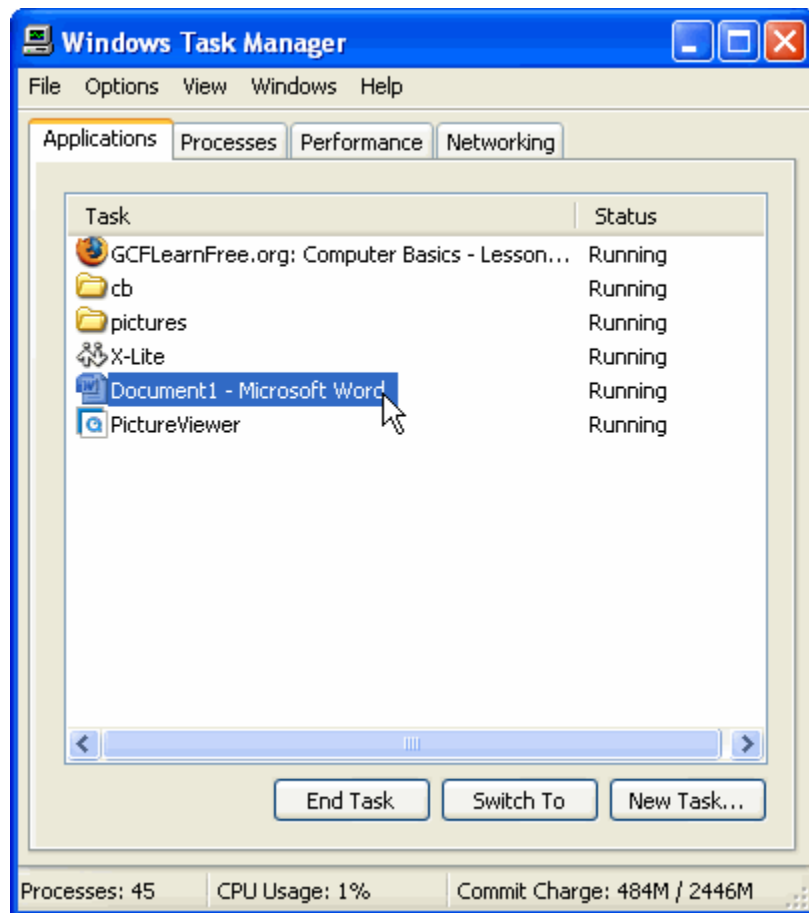 Windows Task Manager
File Options View Windows Help
Applications Processes Performance Networking
Task Status
GCFLearnFree.org: Computer Basics - Lesson... Running
cb Running
pictures Running
X-Lite Running
Document1 - Microsoft Word Running
PictureViewer Running
End Task Switch To New Task...
Processes: 45 CPU Usage: 1% Commit Charge: 484M / 2446M